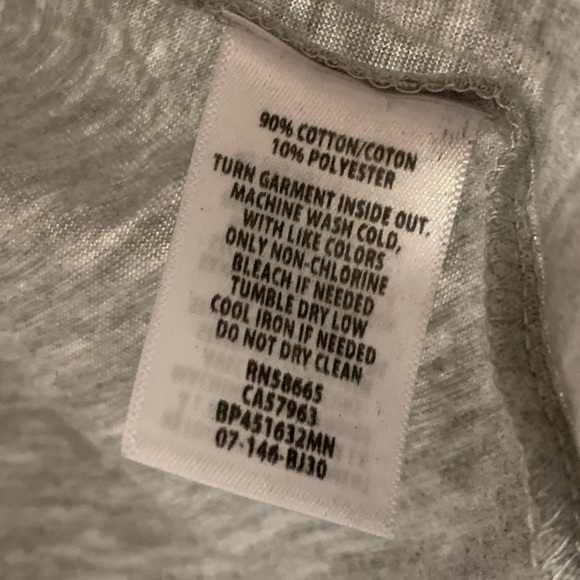 90% COTTON/COTON
10% POLYESTER
TURN GARMENT INSIDE OUT.
MACHINE WASH COLD,
WITH LIKE COLORS
ONLY NON-CHLORINE
BLEACH IF NEEDED
TUMBLE DRY LOW
COOL IRON IF NEEDED
DO NOT DRY CLEAN
RN58665
CA57963
BP451632MN
07-146-BJ30